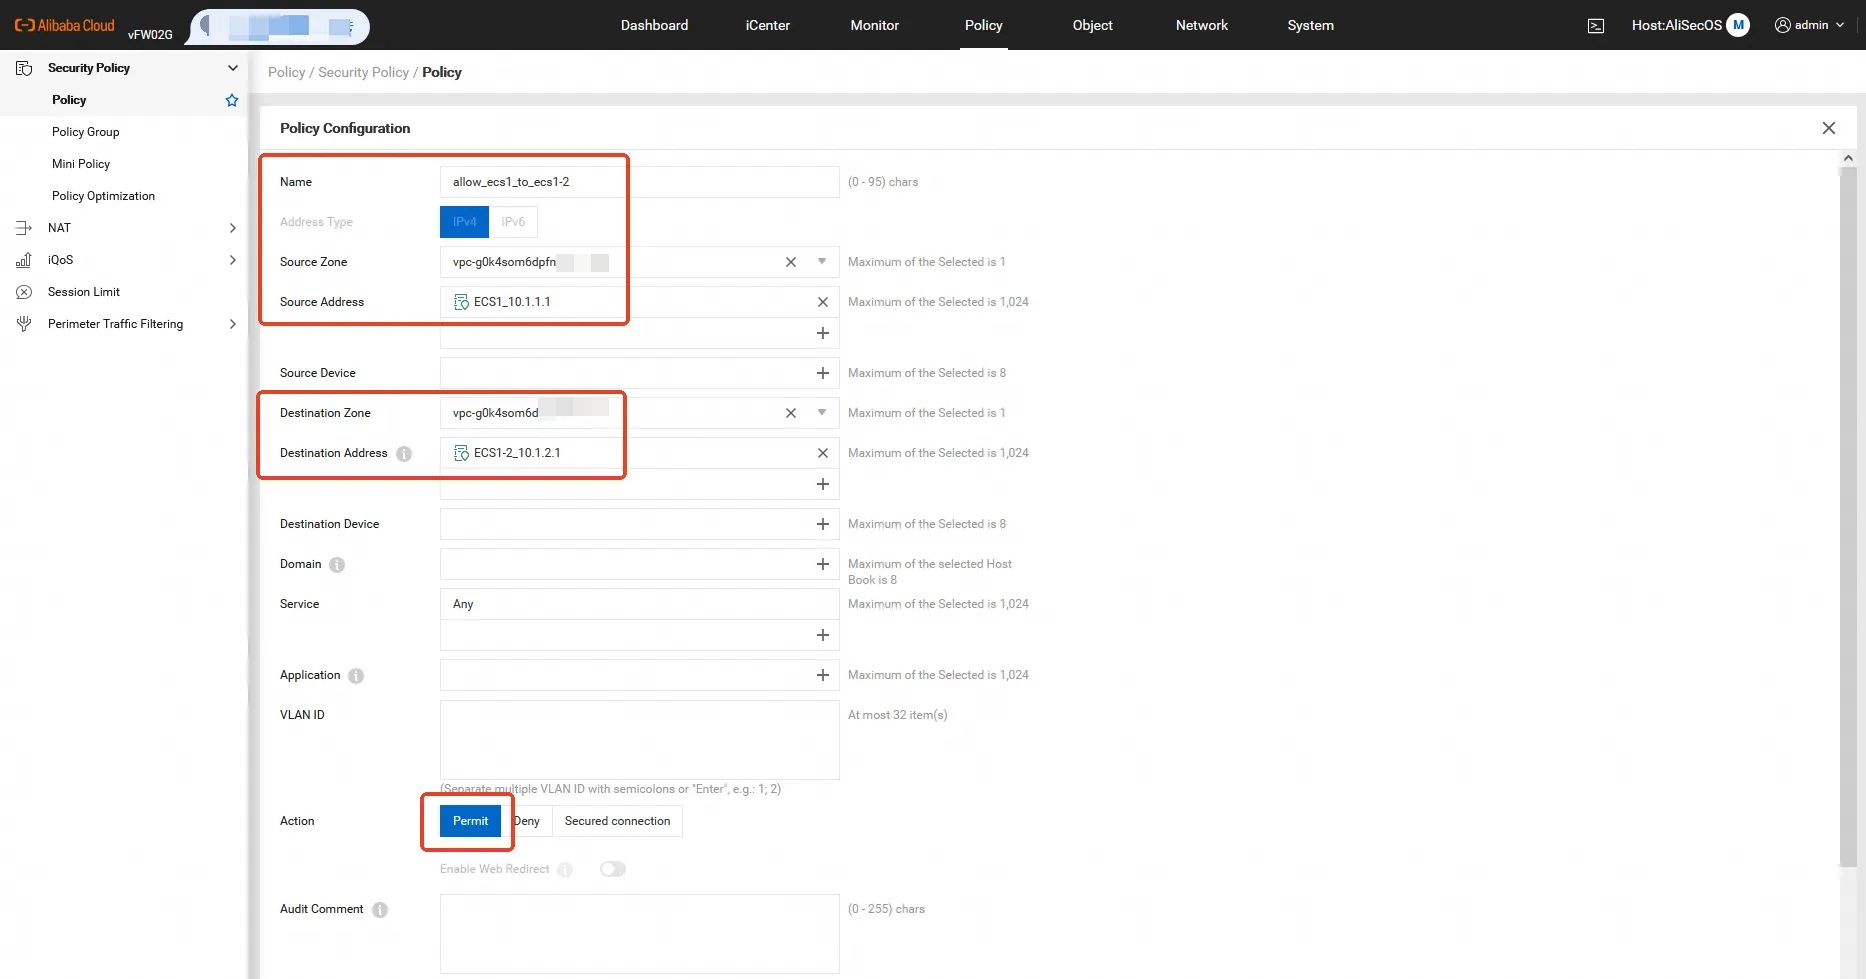 Alibaba Cloud vFW02G Dashboard iCenter Monitor Policy Object Network System Host:AliSecOS M admin
Security Policy
Policy
Policy Group
Mini Policy
Policy Optimization
NAT
iQoS
Session Limit
Perimeter Traffic Filtering
Policy / Security Policy / Policy
Policy Configuration
Name allow_ecs1_to_ecs1-2 (0 - 95) chars
Address Type IPv4 IPv6
Source Zone vpc-g0k4som6dpfn Maximum of the Selected is 1
Source Address ECS1_10.1.1.1 Maximum of the Selected is 1,024
Source Device Maximum of the Selected is 8
Destination Zone vpc-g0k4som6d Maximum of the Selected is 1
Destination Address ECS1-2_10.1.2.1 Maximum of the Selected is 1,024
Destination Device Maximum of the Selected is 8
Domain Maximum of the selected Host
Book is 8
Service Any Maximum of the Selected is 1,024
Application Maximum of the Selected is 1,024
VLAN ID At most 32 item(s)
(Separate multiple VLAN ID with semicolons or "Enter", e.g.: 1; 2)
Action Permit Deny Secured connection
Enable Web Redirect
Audit Comment (0 - 255) chars